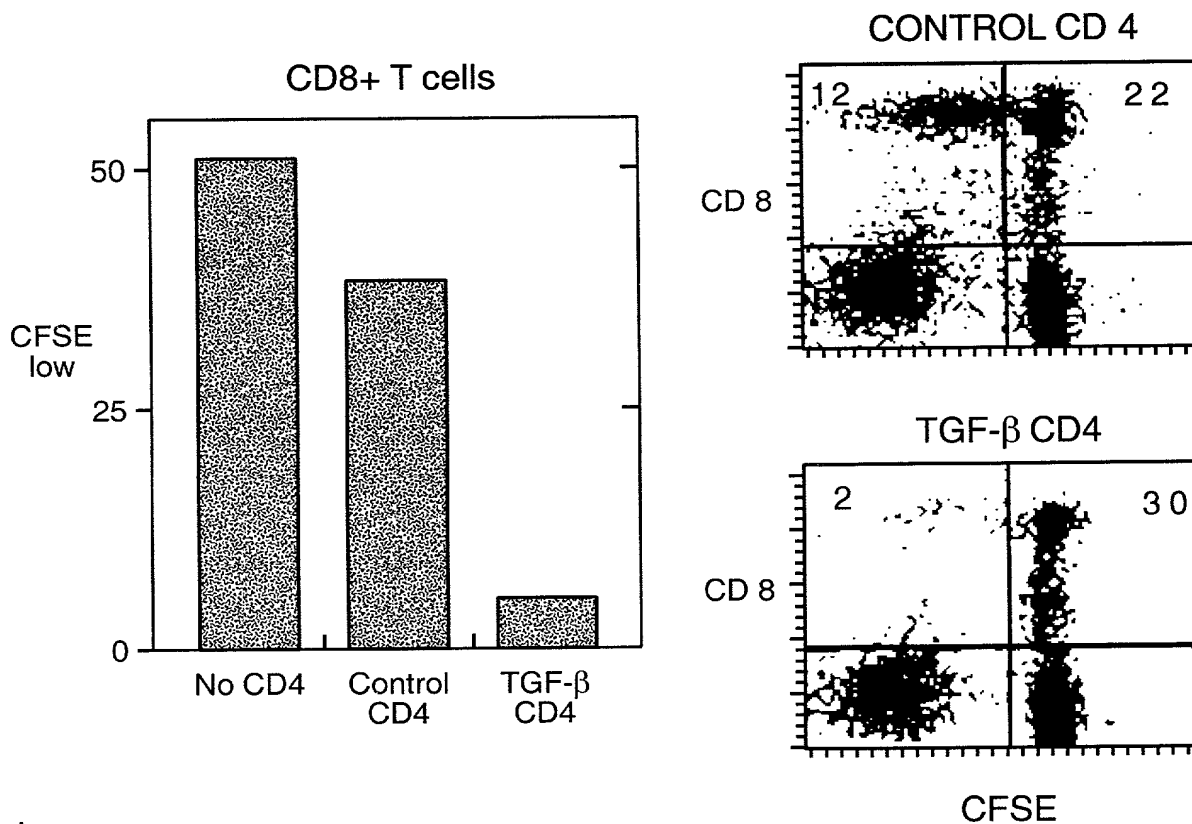 CD8+ T cells
50
25
0
CFSE
low
No CD4
Control
CD4
TGF-β
CD4
CONTROL CD 4
12
22
CD 8
TGF-β CD4
2
30
CD 8
CFSE